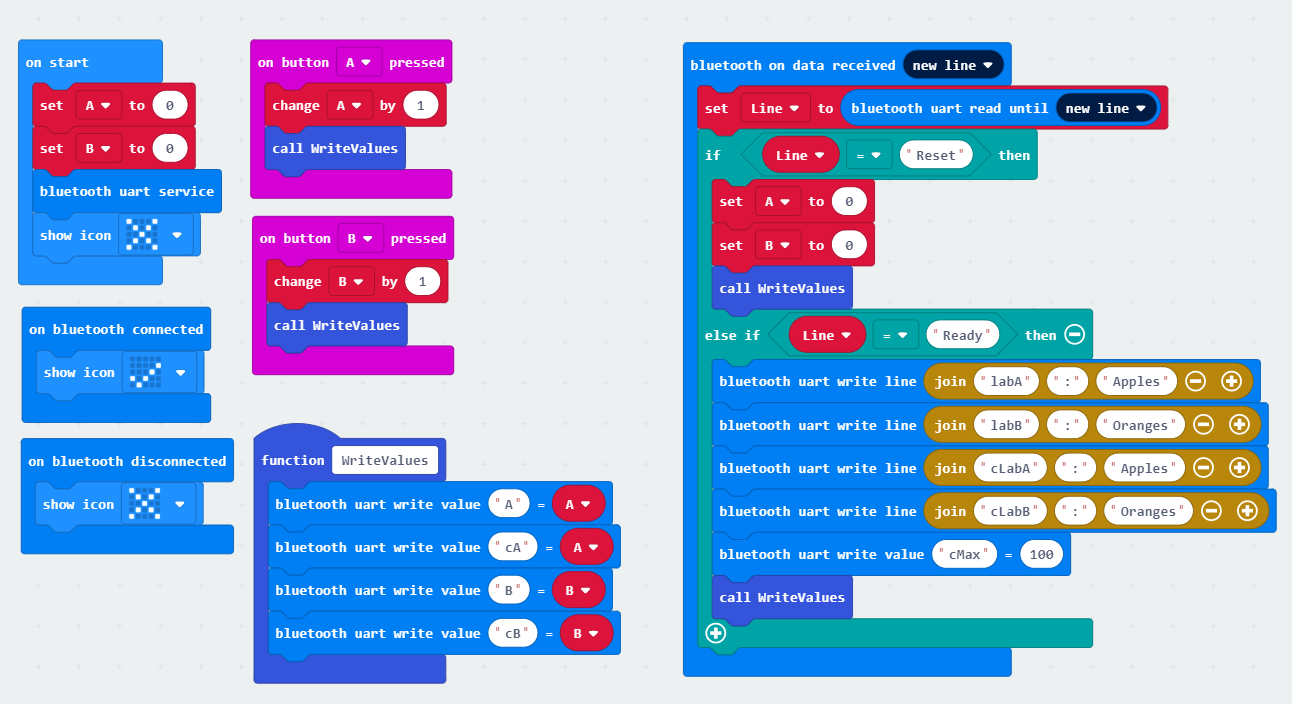 on start
set A to 0
set B to 0
bluetooth uart service
show icon
on bluetooth connected
show icon
on bluetooth disconnected
show icon
on button A pressed
change A by 1
call WriteValues
on button B pressed
change B by 1
call WriteValues
function WriteValues
bluetooth uart write value "A" = A
bluetooth uart write value "cA" = A
bluetooth uart write value "B" = B
bluetooth uart write value "cB" = B
bluetooth on data received new line
set Line to bluetooth uart read until new line
if Line = "Reset" then
set A to 0
set B to 0
call WriteValues
else if Line = "Ready" then
bluetooth uart write line join "labA" ":" "Apples"
bluetooth uart write line join "labB" ":" "Oranges"
bluetooth uart write line join "cLabA" ":" "Apples"
bluetooth uart write line join "cLabB" ":" "Oranges"
bluetooth uart write value "cMax" = 100
call WriteValues